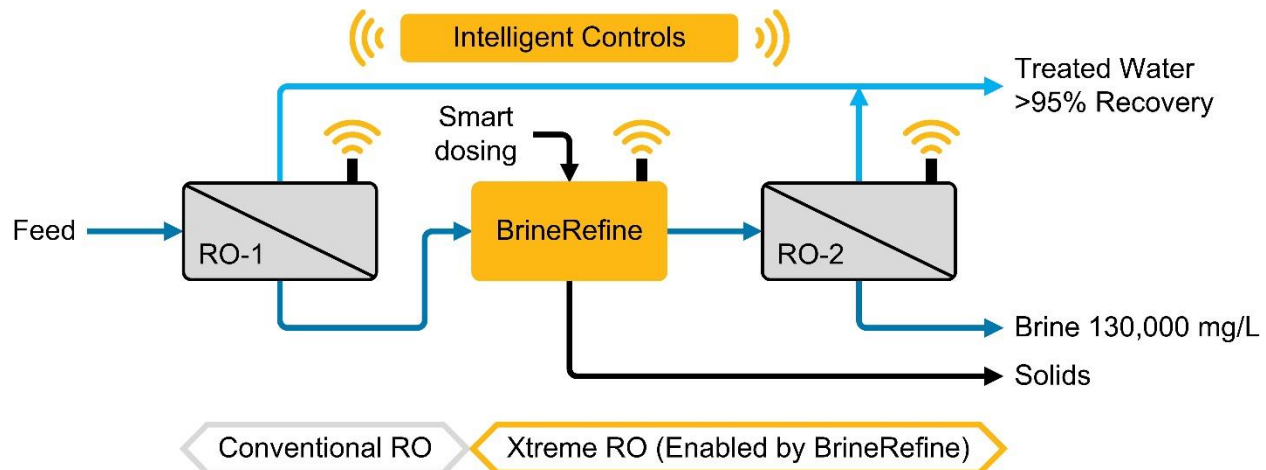 Intelligent Controls
Treated Water
>95% Recovery
Smart
dosing
Feed
RO-1
BrineRefine
RO-2
Brine 130,000 mg/L
Solids
Conventional RO
Xtreme RO (Enabled by BrineRefine)